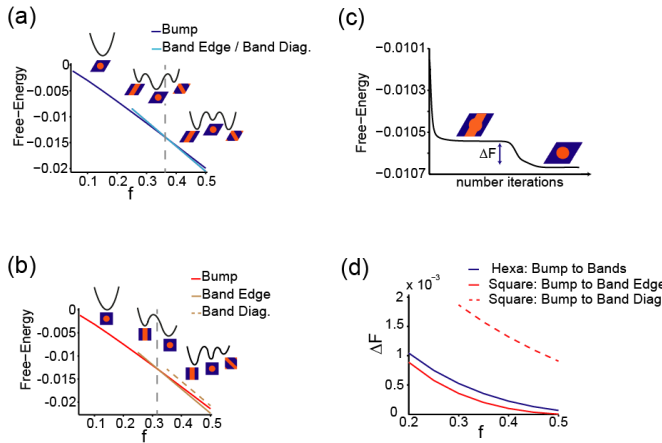 (a)
Bump
Band Edge / Band Diag.
Free-Energy
0
-0.005
-0.01
-0.015
-0.02
0.1 0.2 0.3 0.4 0.5
f
(c)
Free-Energy
-0.0101
-0.0103
-0.0105
-0.0107
ΔF
number iterations
(b)
Bump
Band Edge
Band Diag.
Free-Energy
0
-0.005
-0.01
-0.015
-0.02
0.1 0.2 0.3 0.4 0.5
f
(d)
Hexa: Bump to Bands
Square: Bump to Band Edge
Square: Bump to Band Diag
x 10⁻³
ΔF
2
1.5
1
0.5
0
0.2 0.3 0.4 0.5
f